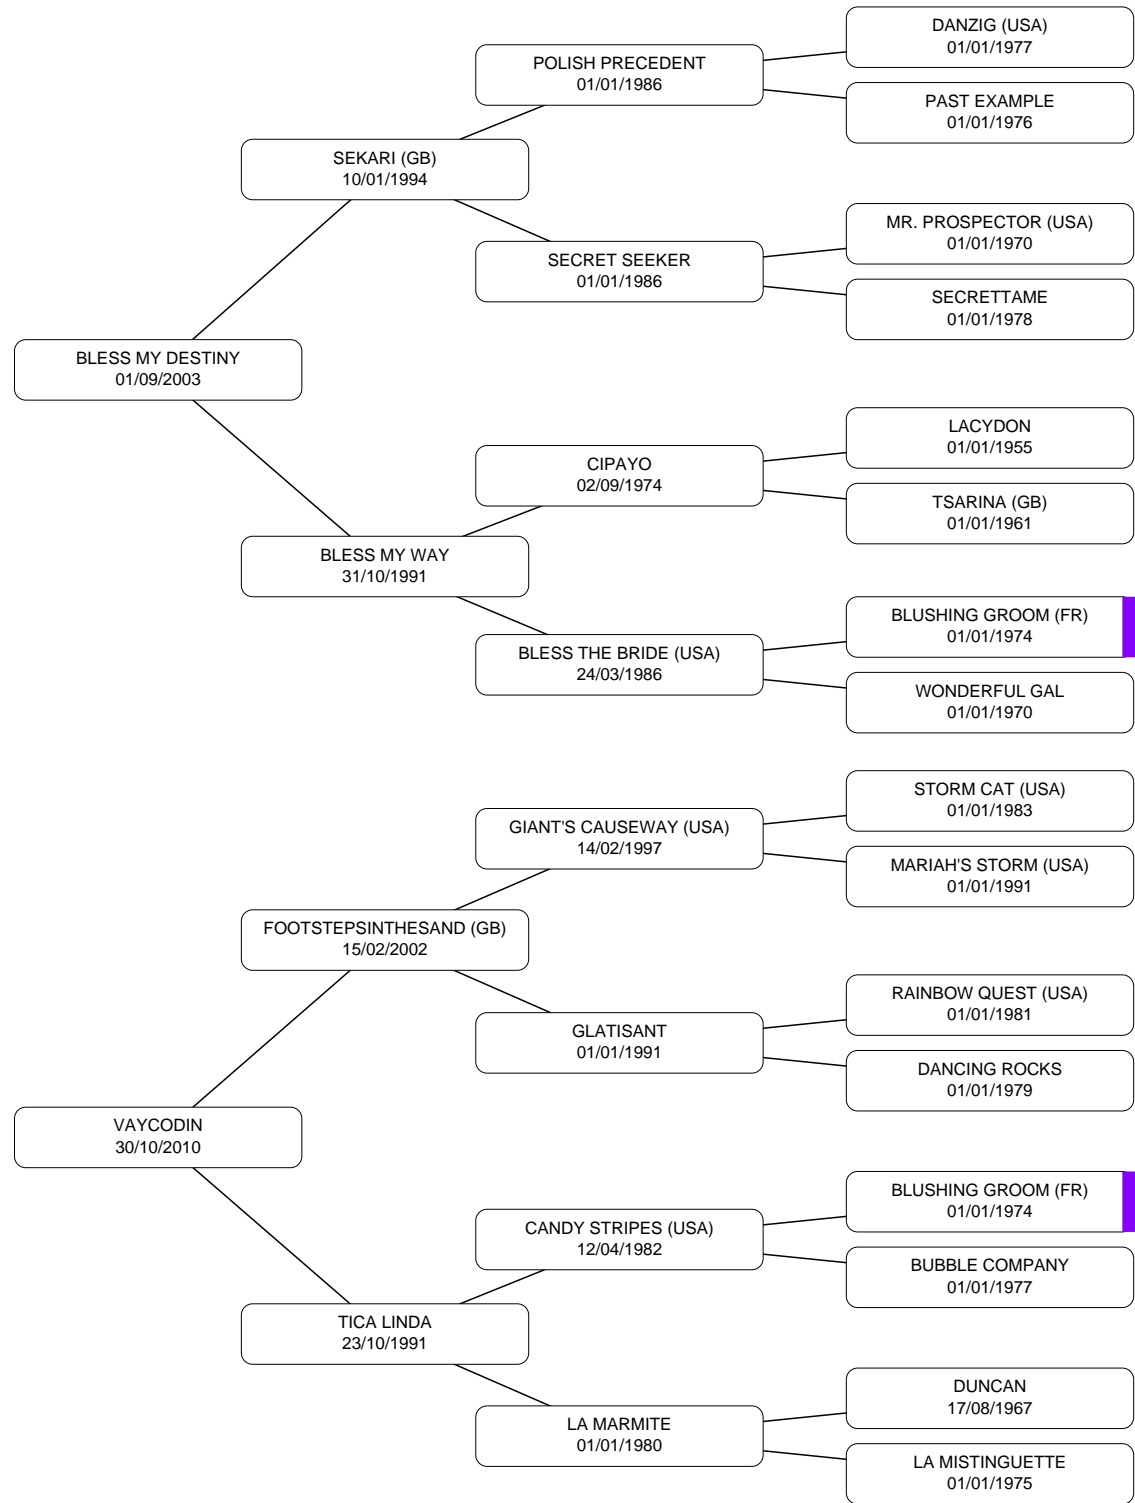 DANZIG (USA)
01/01/1977
POLISH PRECEDENT
01/01/1986
PAST EXAMPLE
01/01/1976
SEKARI (GB)
10/01/1994
MR. PROSPECTOR (USA)
01/01/1970
SECRET SEEKER
01/01/1986
SECRETTAME
01/01/1978
BLESS MY DESTINY
01/09/2003
LACYDON
01/01/1955
CIPAYO
02/09/1974
TSARINA (GB)
01/01/1961
BLESS MY WAY
31/10/1991
BLUSHING GROOM (FR)
01/01/1974
BLESS THE BRIDE (USA)
24/03/1986
WONDERFUL GAL
01/01/1970
STORM CAT (USA)
01/01/1983
GIANT'S CAUSEWAY (USA)
14/02/1997
MARIAH'S STORM (USA)
01/01/1991
FOOTSTEPSINTHESAND (GB)
15/02/2002
RAINBOW QUEST (USA)
01/01/1981
GLATISANT
01/01/1991
DANCING ROCKS
01/01/1979
VAYCODIN
30/10/2010
BLUSHING GROOM (FR)
01/01/1974
CANDY STRIPES (USA)
12/04/1982
BUBBLE COMPANY
01/01/1977
TICA LINDA
23/10/1991
DUNCAN
17/08/1967
LA MARMITE
01/01/1980
LA MISTINGUETTE
01/01/1975